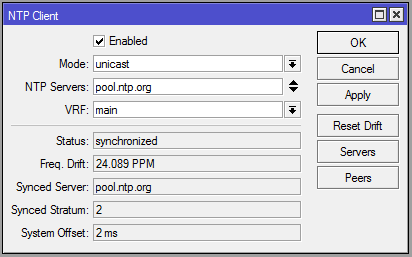 NTP Client
Enabled
OK
Mode: unicast
Cancel
NTP Servers: pool.ntp.org
Apply
VRF: main
Reset Drift
Status: synchronized
Servers
Freq. Drift: 24.089 PPM
Peers
Synced Server: pool.ntp.org
Synced Stratum: 2
System Offset: 2 ms